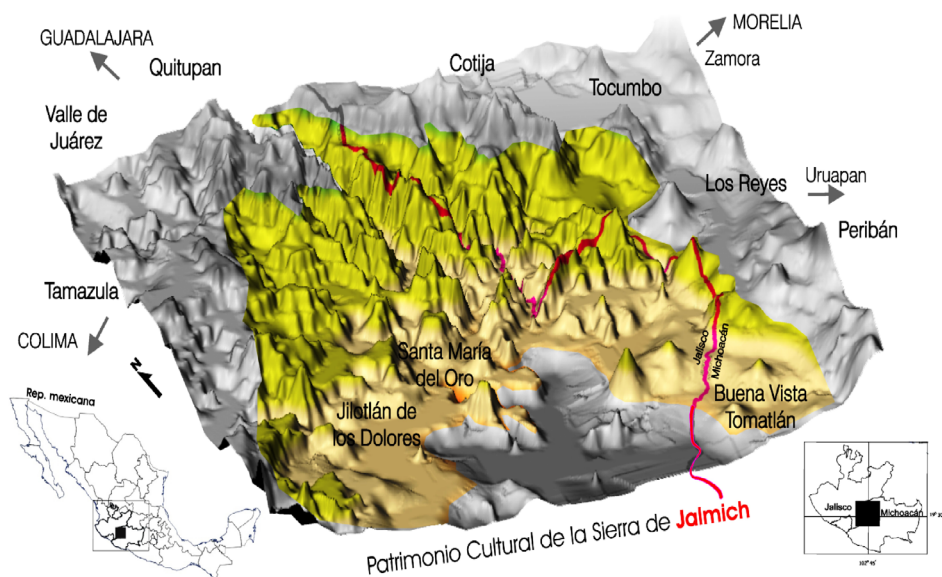 GUADALAJARA
Quitupan
Cotija
MORELIA
Zamora
Tocumbo
Valle de
Juárez
Los Reyes
Uruapan
Peribán
Tamazula
COLIMA
N
Santa María
del Oro
Jalisco
Michoacán
Jilotlán de
los Dolores
Buena Vista
Tomatlán
Rep. mexicana
Jalisco
Michoacán
Patrimonio Cultural de la Sierra de Jalmich